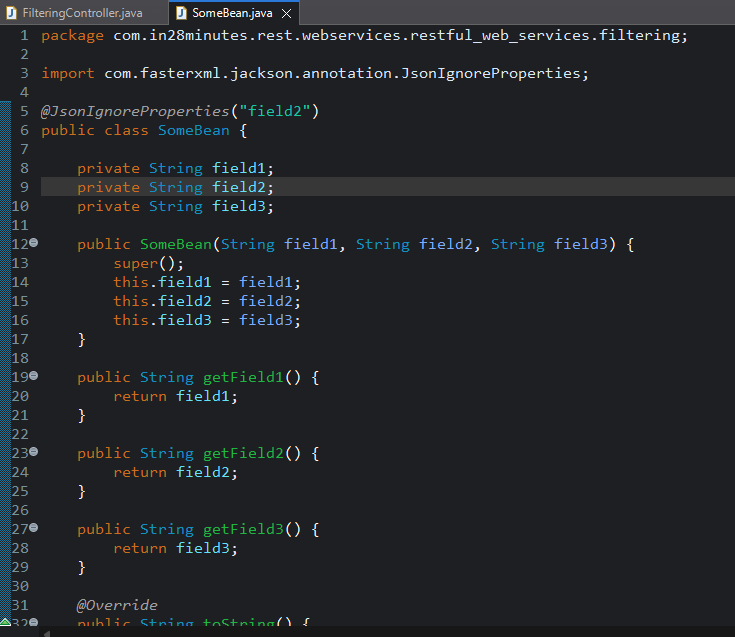 FilteringController.java SomeBean.java
1 package com.in28minutes.rest.webservices.restful_web_services.filtering;
2
3 import com.fasterxml.jackson.annotation.JsonIgnoreProperties;
4
5 @JsonIgnoreProperties("field2")
6 public class SomeBean {
7
8     private String field1;
9     private String field2;
10     private String field3;
11
12     public SomeBean(String field1, String field2, String field3) {
13         super();
14         this.field1 = field1;
15         this.field2 = field2;
16         this.field3 = field3;
17     }
18
19     public String getField1() {
20         return field1;
21     }
22
23     public String getField2() {
24         return field2;
25     }
26
27     public String getField3() {
28         return field3;
29     }
30
31     @Override
32     public String toString() {